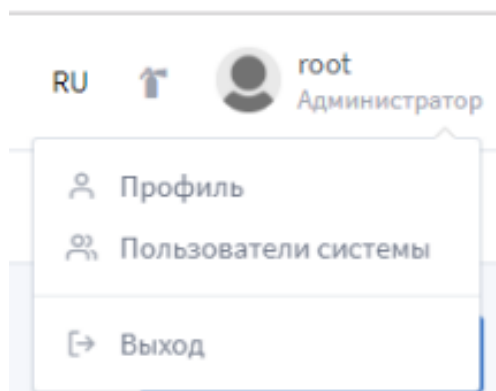 RU
root
Администратор
Профиль
Пользователи системы
Выход